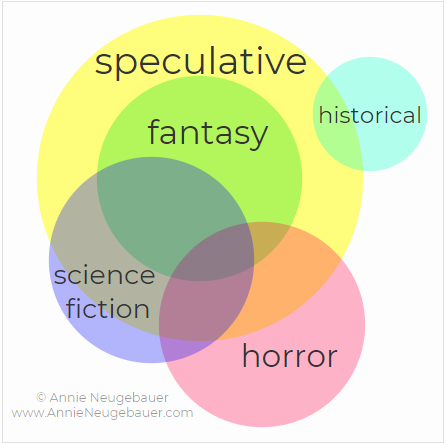 speculative
historical
fantasy
science
fiction
horror
© Annie Neugebauer
www.AnnieNeugebauer.com